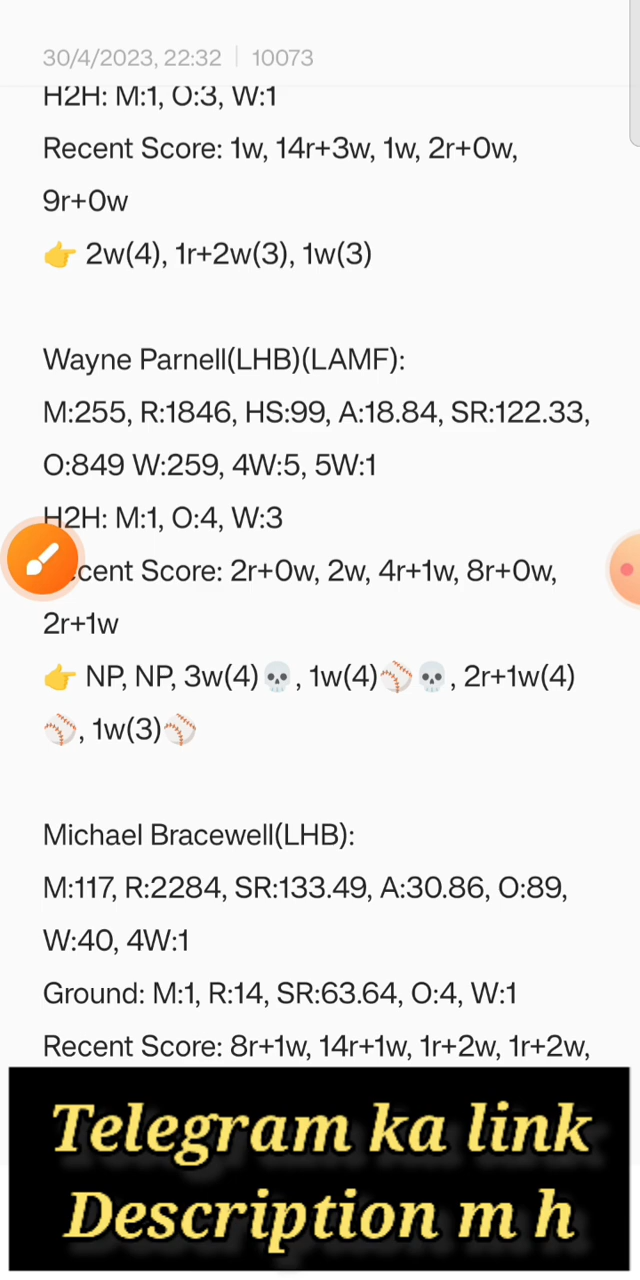 30/4/2023, 22:32 | 10073
H2H: M:1, O:3, W:1
Recent Score: 1w, 14r+3w, 1w, 2r+0w,
9r+0w
👉 2w(4), 1r+2w(3), 1w(3)
Wayne Parnell(LHB)(LAMF):
M:255, R:1846, HS:99, A:18.84, SR:122.33,
O:849 W:259, 4W:5, 5W:1
H2H: M:1, O:4, W:3
cent Score: 2r+0w, 2w, 4r+1w, 8r+0w,
2r+1w
👉 NP, NP, 3w(4)💀, 1w(4)⚾💀, 2r+1w(4)
⚾, 1w(3)⚾
Michael Bracewell(LHB):
M:117, R:2284, SR:133.49, A:30.86, O:89,
W:40, 4W:1
Ground: M:1, R:14, SR:63.64, O:4, W:1
Recent Score: 8r+1w, 14r+1w, 1r+2w, 1r+2w,
Telegram ka link
Description m h